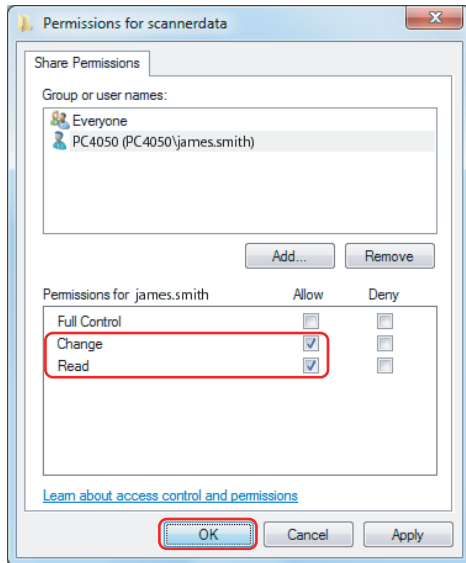 Permissions for scannerdata
Share Permissions
Group or user names:
Everyone
PC4050 (PC4050\james.smith)
Add... Remove
Permissions for james.smith Allow Deny
Full Control
Change
Read
Learn about access control and permissions
OK Cancel Apply